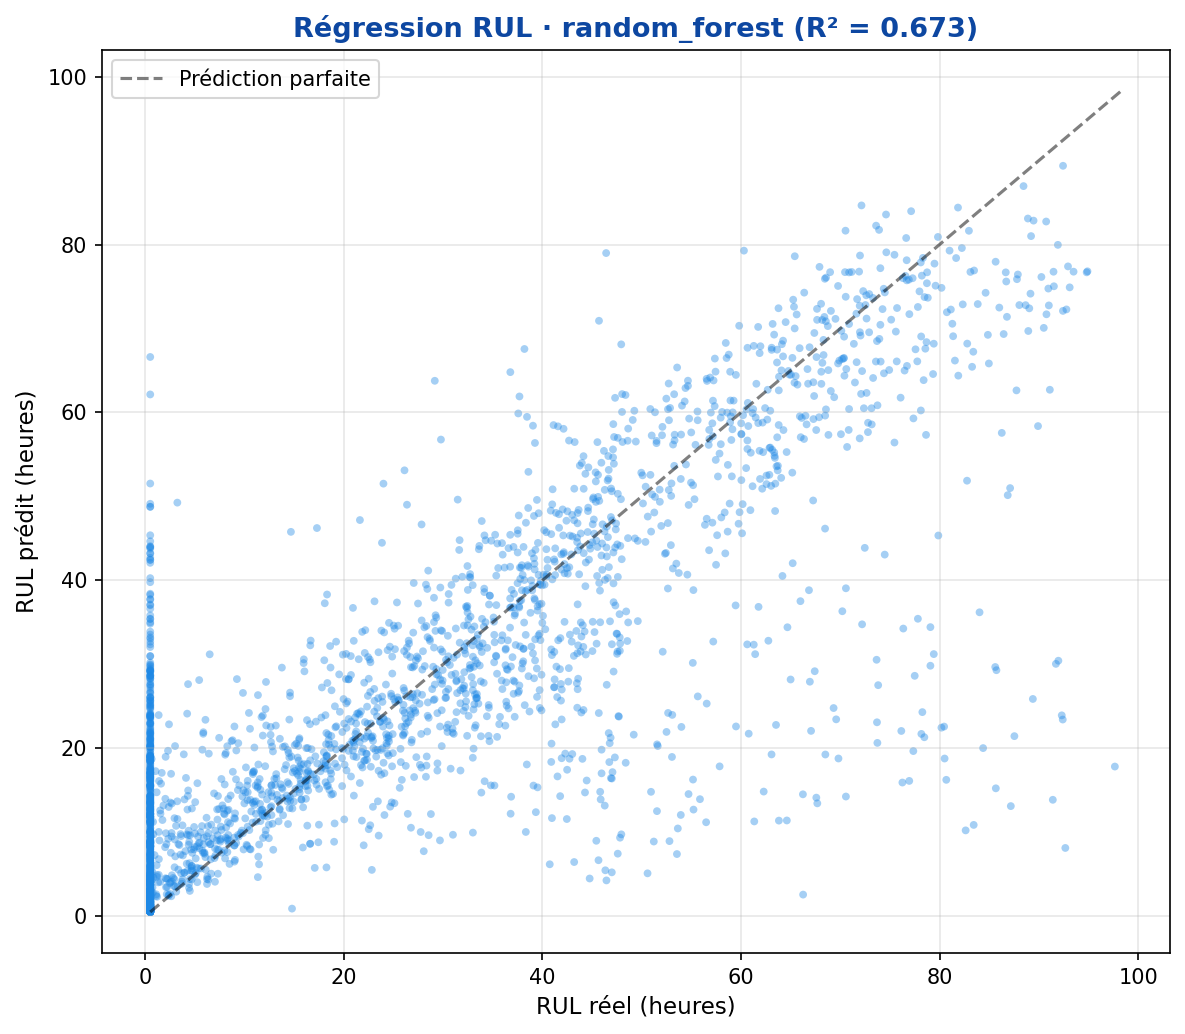 Régression RUL · random_forest (R² = 0.673)
Prédiction parfaite
RUL prédit (heures)
100
80
60
40
20
0
0 20 40 60 80 100
RUL réel (heures)